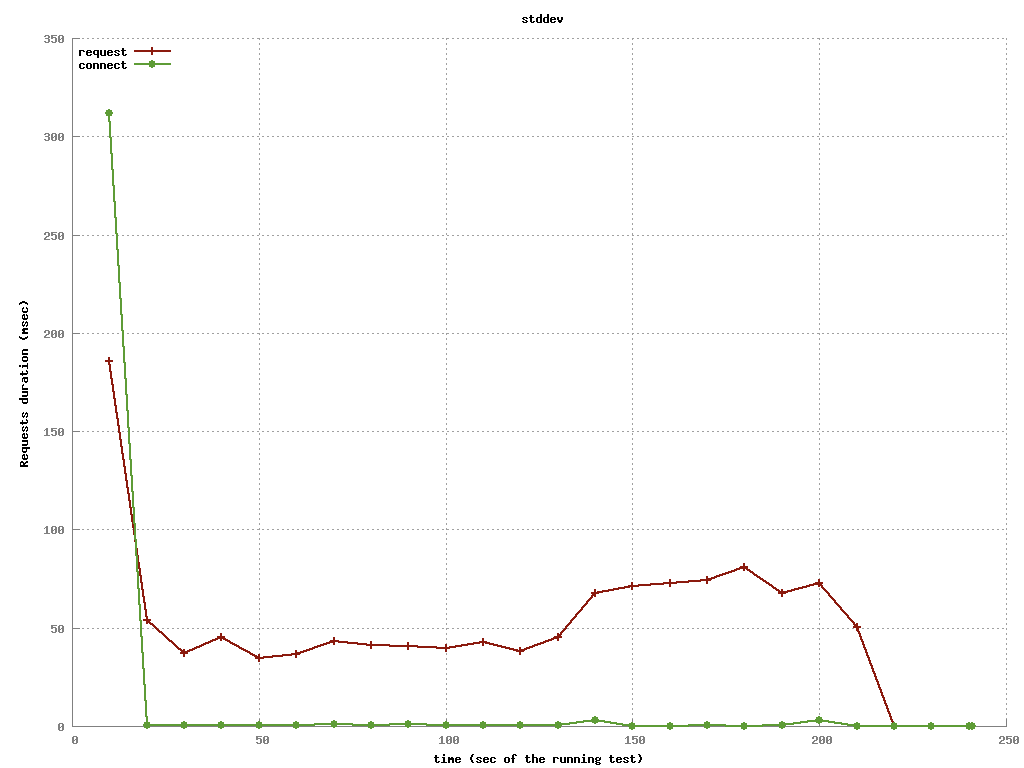 stddev
350
request
connect
300
250
200
150
100
50
0
Requests duration (msec)
0 50 100 150 200 250
time (sec of the running test)